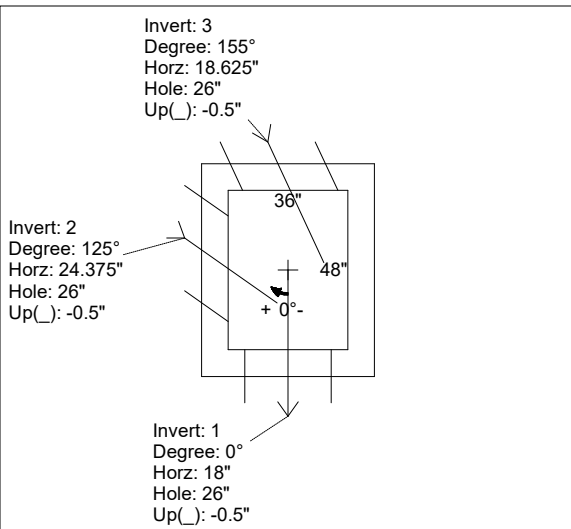 Invert: 3
Degree: 155°
Horz: 18.625"
Hole: 26"
Up(_): -0.5"
36"
Invert: 2
Degree: 125°
Horz: 24.375"
Hole: 26"
Up(_): -0.5"
48"
+ 0°-
Invert: 1
Degree: 0°
Horz: 18"
Hole: 26"
Up(_): -0.5"